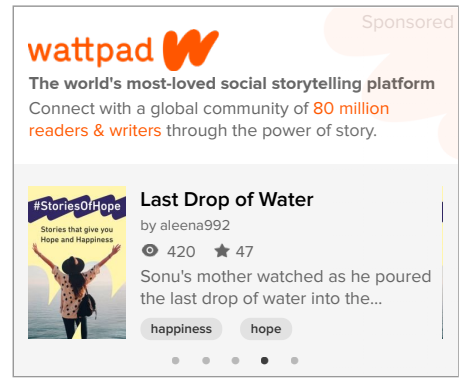 Sponsored
wattpad
The world's most-loved social storytelling platform
Connect with a global community of 80 million
readers & writers through the power of story.
#StoriesOfHope
Stories that give you
Hope and Happiness
Last Drop of Water
by aleena992
420 47
Sonu's mother watched as he poured
the last drop of water into the...
happiness hope